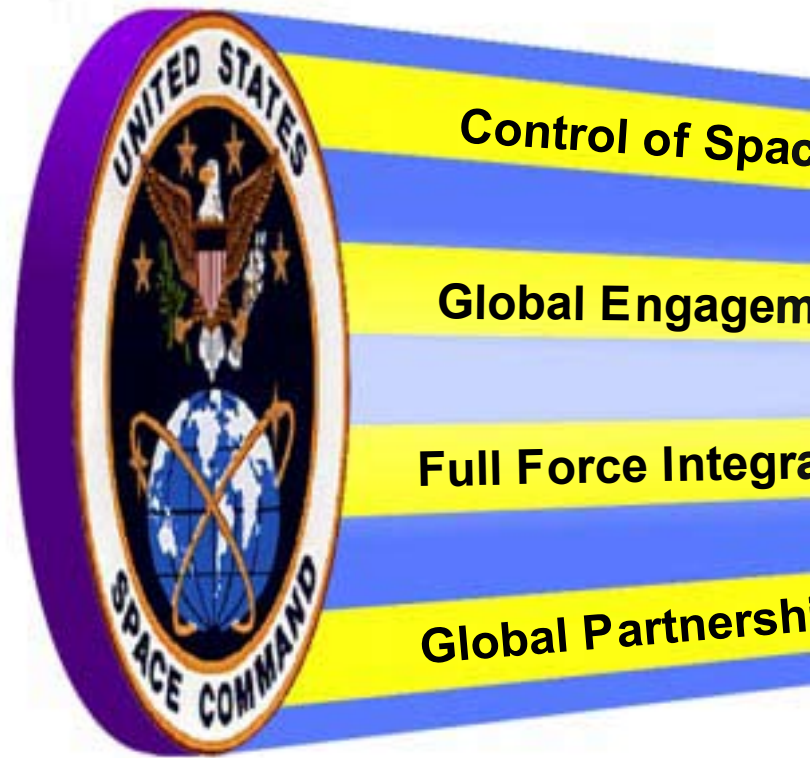 UNITED STATES
SPACE COMMAND
Control of Spac
Global Engagem
Full Force Integra
Global Partnershi